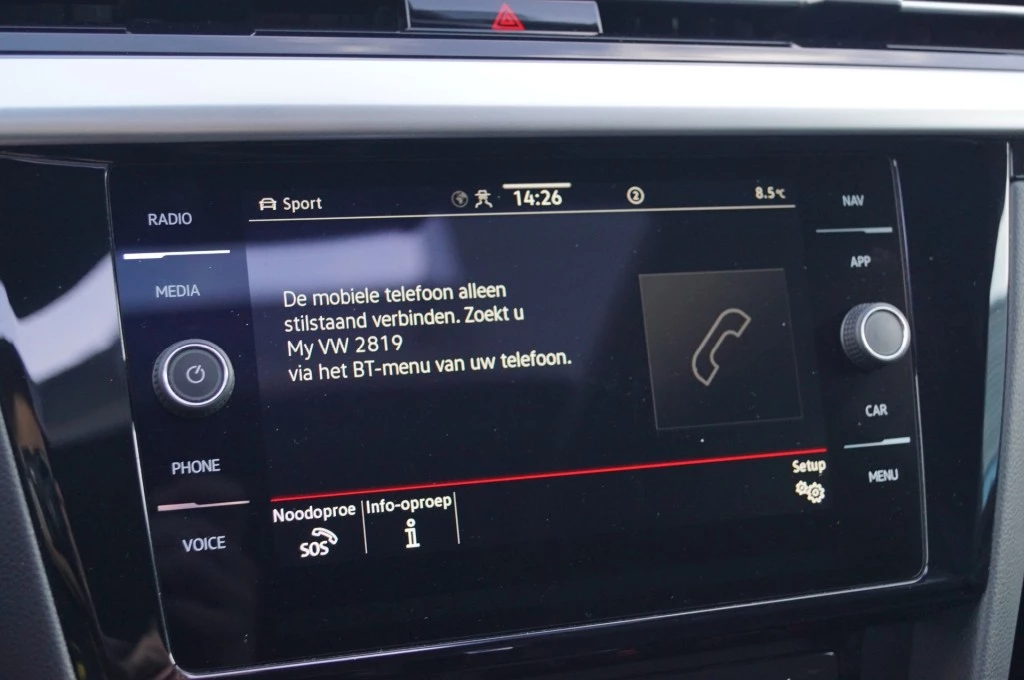 RADIO
MEDIA
PHONE
VOICE
Sport
14:26
2
8.5°C
De mobiele telefoon alleen
stilstaand verbinden. Zoekt u
My VW 2819
via het BT-menu van uw telefoon.
Noodoproe
SOS
Info-oproep
i
Setup
NAV
APP
CAR
MENU